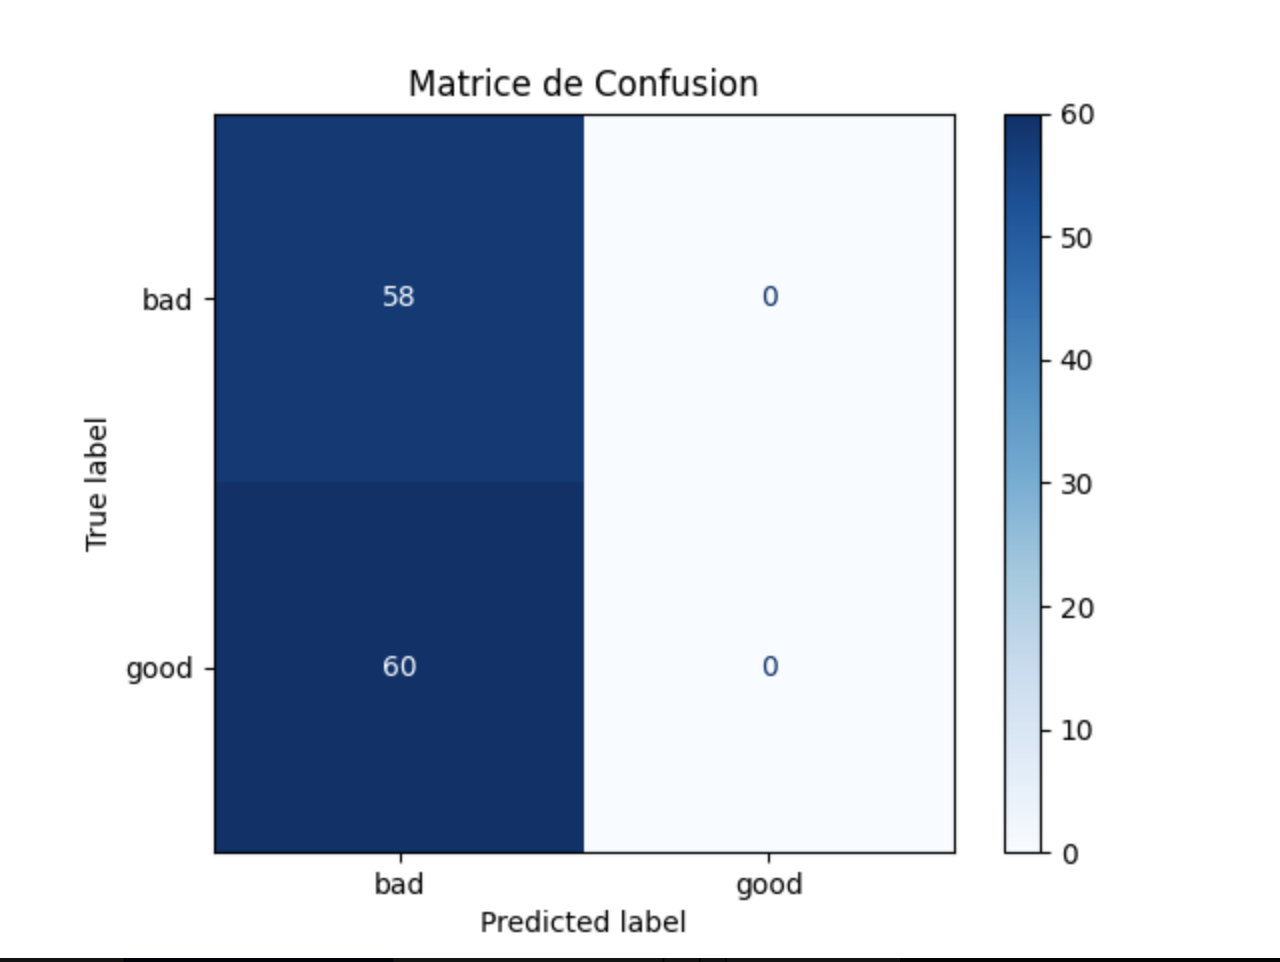 Matrice de Confusion
True label
bad
good
58
0
60
0
bad
good
Predicted label
60
50
40
30
20
10
0